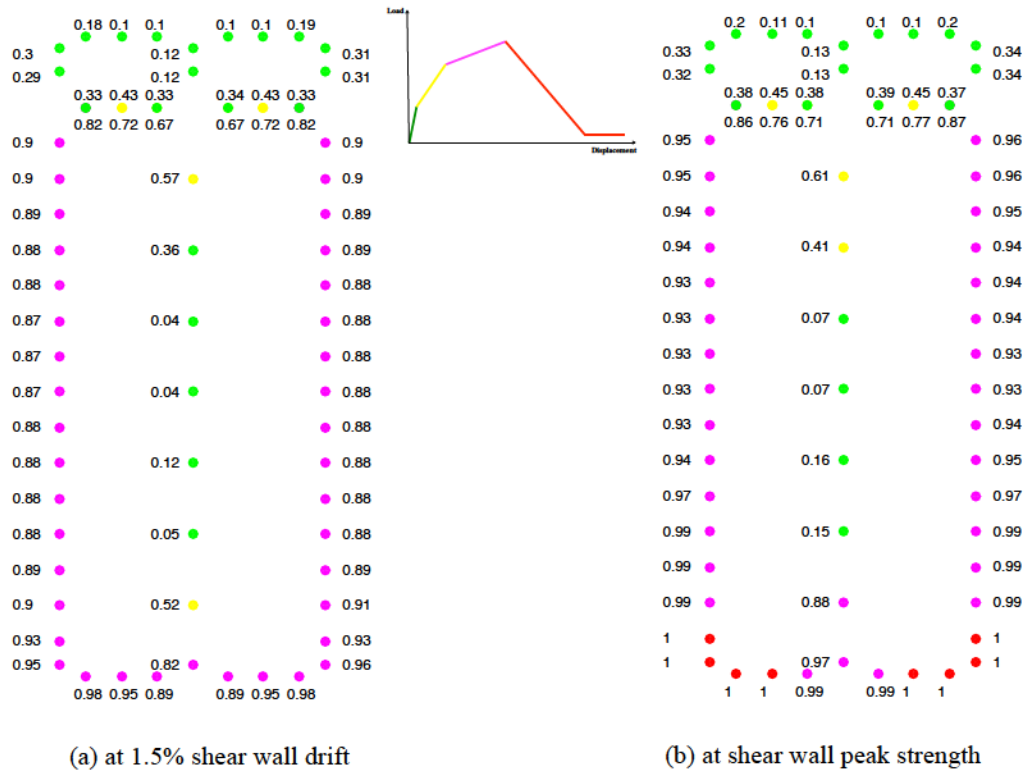 0.18 0.1 0.1 0.1 0.1 0.19
0.3 0.12 0.31
0.29 0.12 0.31
0.33 0.43 0.33 0.34 0.43 0.33
0.82 0.72 0.67 0.67 0.72 0.82
0.9 0.9
0.9 0.57 0.9
0.89 0.89
0.88 0.36 0.89
0.88 0.88
0.87 0.04 0.88
0.87 0.88
0.87 0.04 0.88
0.88 0.88
0.88 0.12 0.88
0.88 0.88
0.88 0.05 0.88
0.89 0.89
0.9 0.52 0.91
0.93 0.93
0.95 0.82 0.96
0.98 0.95 0.89 0.89 0.95 0.98
(a) at 1.5% shear wall drift
Load
Displacement
0.2 0.11 0.1 0.1 0.1 0.2
0.33 0.13 0.34
0.32 0.13 0.34
0.38 0.45 0.38 0.39 0.45 0.37
0.86 0.76 0.71 0.71 0.77 0.87
0.95 0.96
0.95 0.61 0.96
0.94 0.95
0.94 0.41 0.94
0.93 0.94
0.93 0.07 0.94
0.93 0.93
0.93 0.07 0.93
0.93 0.94
0.94 0.16 0.95
0.97 0.97
0.99 0.15 0.99
0.99 0.99
0.99 0.88 0.99
1 1
1 0.97 1
1 1 0.99 0.99 1 1
(b) at shear wall peak strength